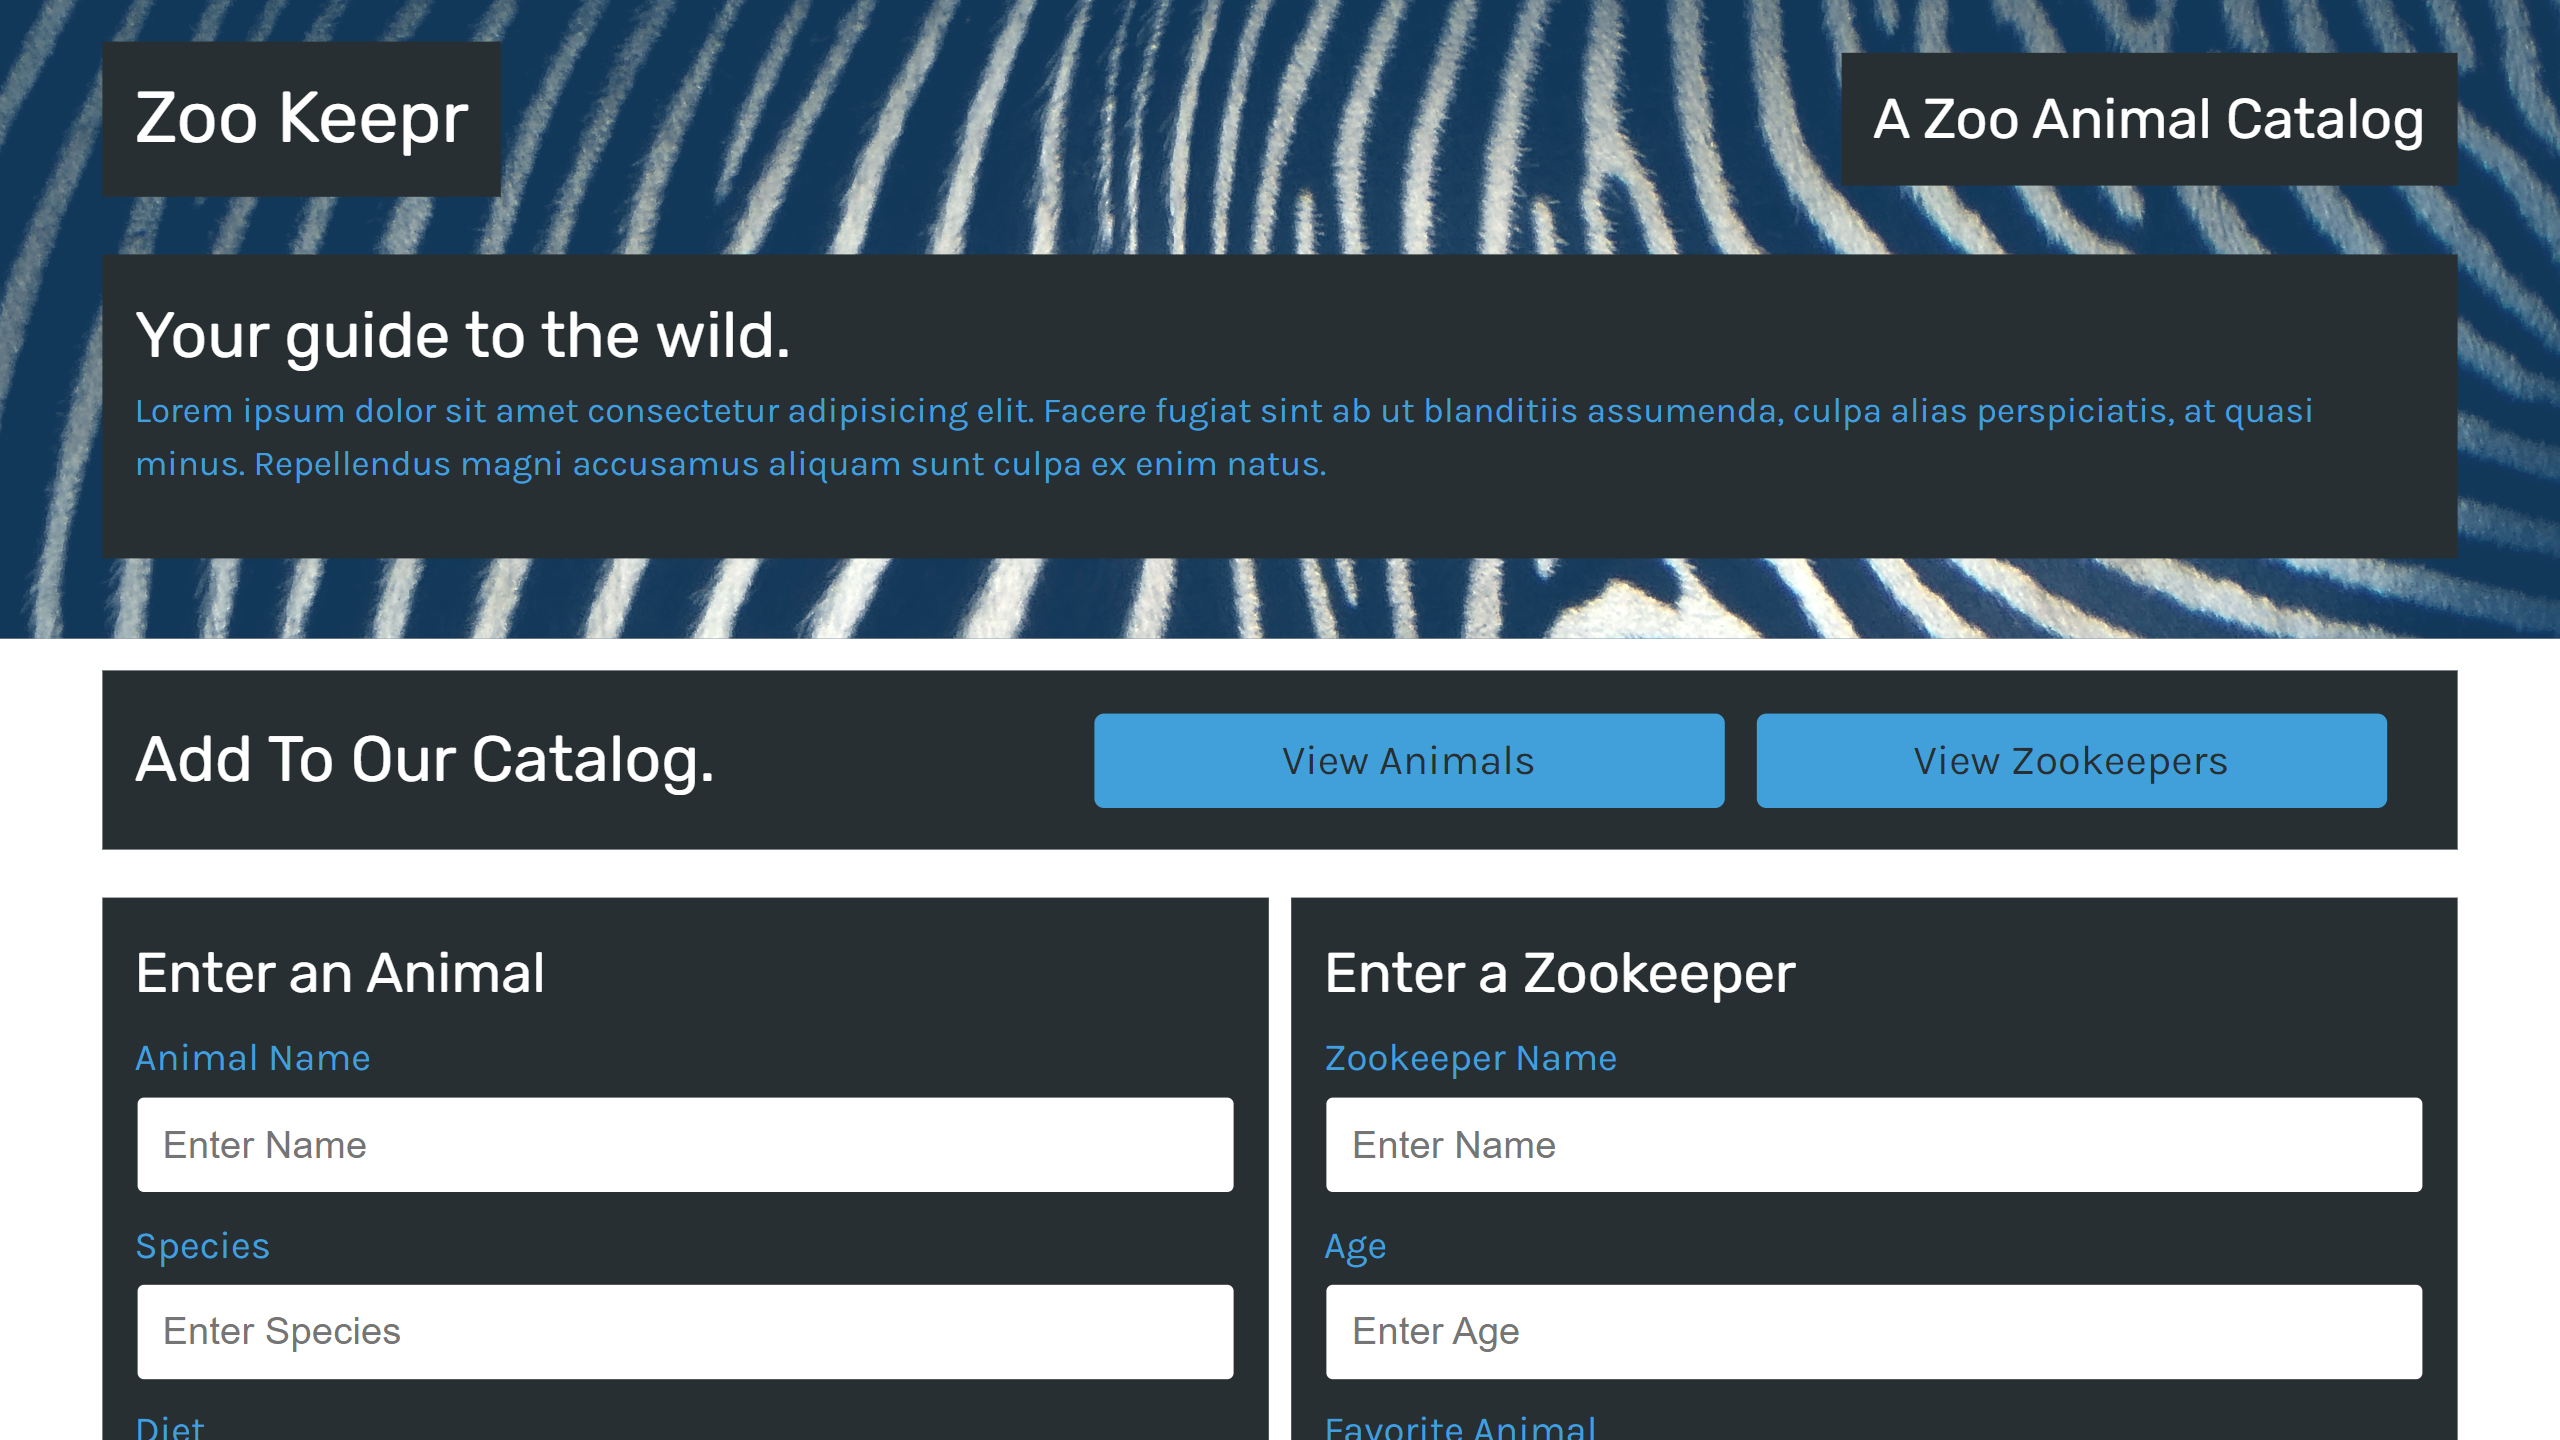 Zoo Keepr
A Zoo Animal Catalog
Your guide to the wild.
Lorem ipsum dolor sit amet consectetur adipisicing elit. Facere fugiat sint ab ut blanditiis assumenda, culpa alias perspiciatis, at quasi
minus. Repellendus magni accusamus aliquam sunt culpa ex enim natus.
Add To Our Catalog.
View Animals
View Zookeepers
Enter an Animal
Animal Name
Enter Name
Species
Enter Species
Diet
Enter a Zookeeper
Zookeeper Name
Enter Name
Age
Enter Age
Favorite Animal